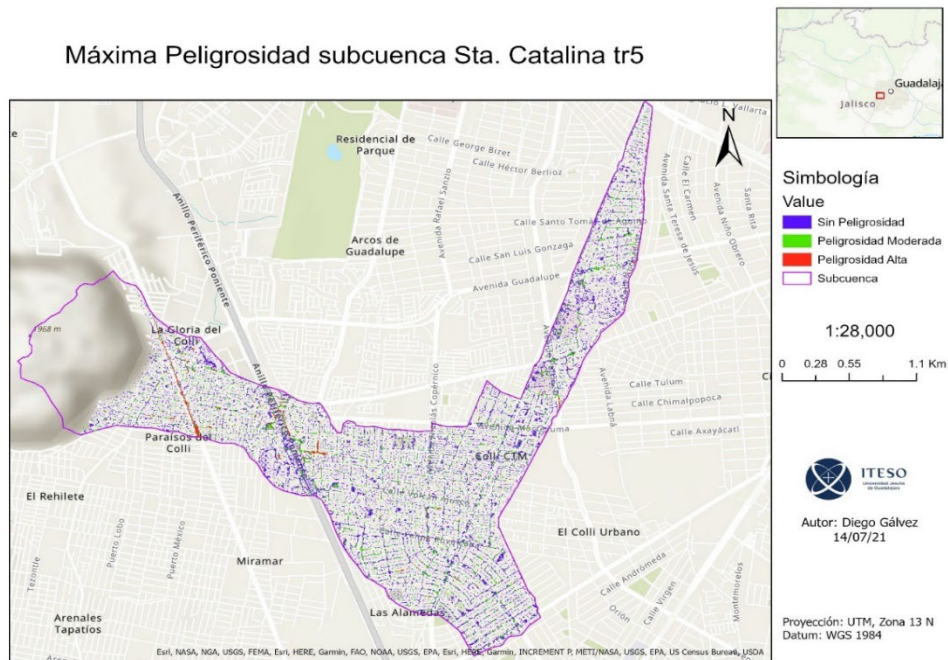 Máxima Peligrosidad subcuenca Sta. Catalina tr5
Guadalaj
Jalisco
N
Residencial de
Parque
Calle George Bizet
Calle Héctor Berlioz
Avenida Rafael Sanzio
Anillo Periférico Poniente
Arcos de
Guadalupe
Calle San Luis Gonzaga
Avenida Guadalupe
Calle Santo Tomás de Aquino
Avenida Santa Teresa de Jesús
Calle El Carmen
Avenida Niño Obrero
Santa Rita
1968 m
La Gloria del
Colli
Paraísos del
Colli
El Rehilete
Puerto Lobo
Puerto México
Tezontle
Miramar
Arenales
Tapatíos
Las Alamedas
Colli CTM
El Colli Urbano
Avenida Labná
Calle Tulum
Calle Chimalpopoca
Calle Axayácatl
Calle Andrómeda
Calle Virgen
Orión
Montemorelos
Esri, NASA, NGA, USGS, FEMA, Esri, HERE, Garmin, FAO, NOAA, USGS, EPA, Esri, HERE, Garmin, INCREMENT P, METI/NASA, USGS, EPA, US Census Bureau, USDA
Simbología
Value
Sin Peligrosidad
Peligrosidad Moderada
Peligrosidad Alta
Subcuenca
1:28,000
0 0.28 0.55 1.1 Km
ITESO
Universidad Jesuita
de Guadalajara
Autor: Diego Gálvez
14/07/21
Proyección: UTM, Zona 13 N
Datum: WGS 1984